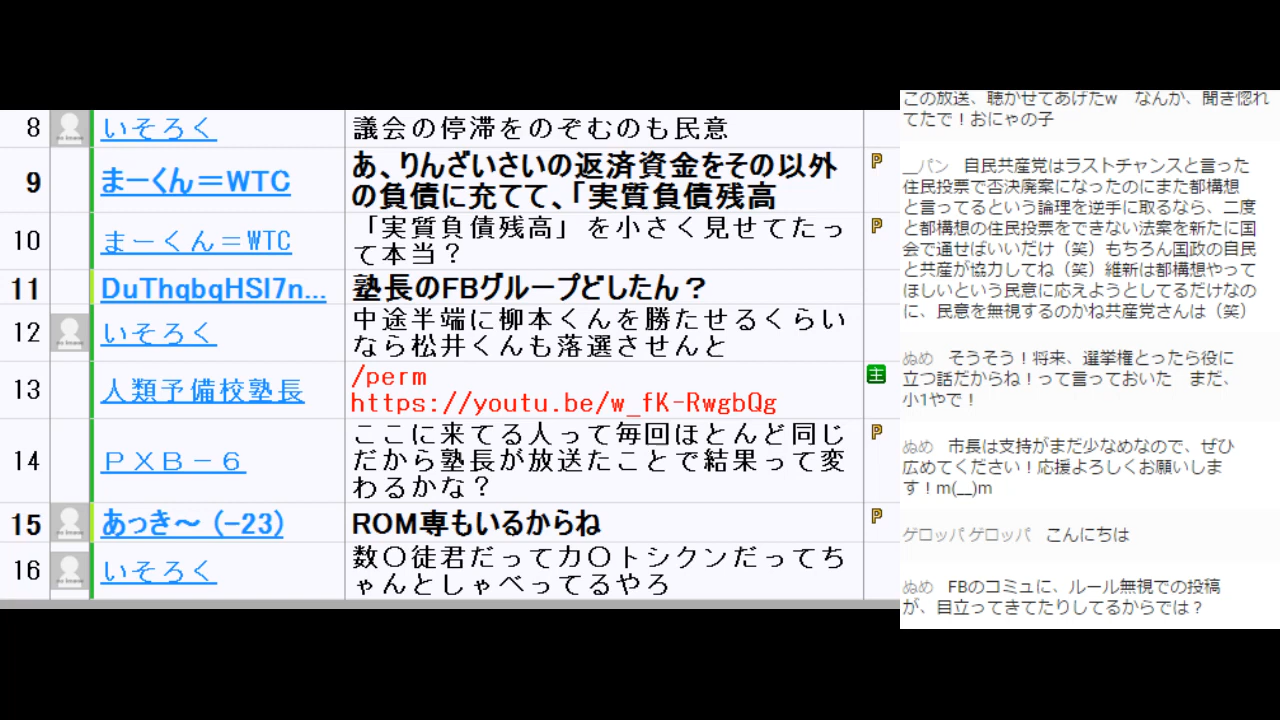 8 いそろく 議会の停滞をのぞむのも民意
9 まーくん＝WTC あ、りんざいさいの返済資金をその以外
の負債に充てて、「実質負債残高
10 まーくん＝WTC 「実質負債残高」を小さく見せてたっ
て本当？
11 DuThqbqHSI7n... 塾長のFBグループどしたん？
12 いそろく 中途半端に柳本くんを勝たせるくらい
なら松井くんも落選させんと
13 人類予備校塾長 /perm
https://youtu.be/w_fK-RwgbQg
主
14 ＰＸＢ－６ ここに来てる人って毎回ほとんど同じ
だから塾長が放送たことで結果って変
わるかな？
15 あっき～（-23） ROM専もいるからね
16 いそろく 数〇徒君だって力〇トシクンだってち
ゃんとしゃべってるやろ
P
P
P
P
この放送、聴かせてあげたw なんか、聞き惚れ
てたで！おにゃの子
__パン 自民共産党はラストチャンスと言った
住民投票で否決廃案になったのにまた都構想
と言ってるという論理を逆手に取るなら、二度
と都構想の住民投票をできない法案を新たに国
会で通せばいいだけ（笑）もちろん国政の自民
と共産が協力してね（笑）維新は都構想やって
ほしいという民意に応えようとしてるだけなの
に、民意を無視するのかね共産党さんは（笑）
ぬめ そうそう！将来、選挙権とったら役に
立つ話だからね！って言っておいた まだ、
小1やで！
ぬめ 市長は支持がまだ少なめなので、ぜひ
広めてください！応援よろしくお願いしま
す！m(__)m
ゲロッパゲロッパ こんにちは
ぬめ FBのコミュに、ルール無視での投稿
が、目立ってきてたりしてるからでは？